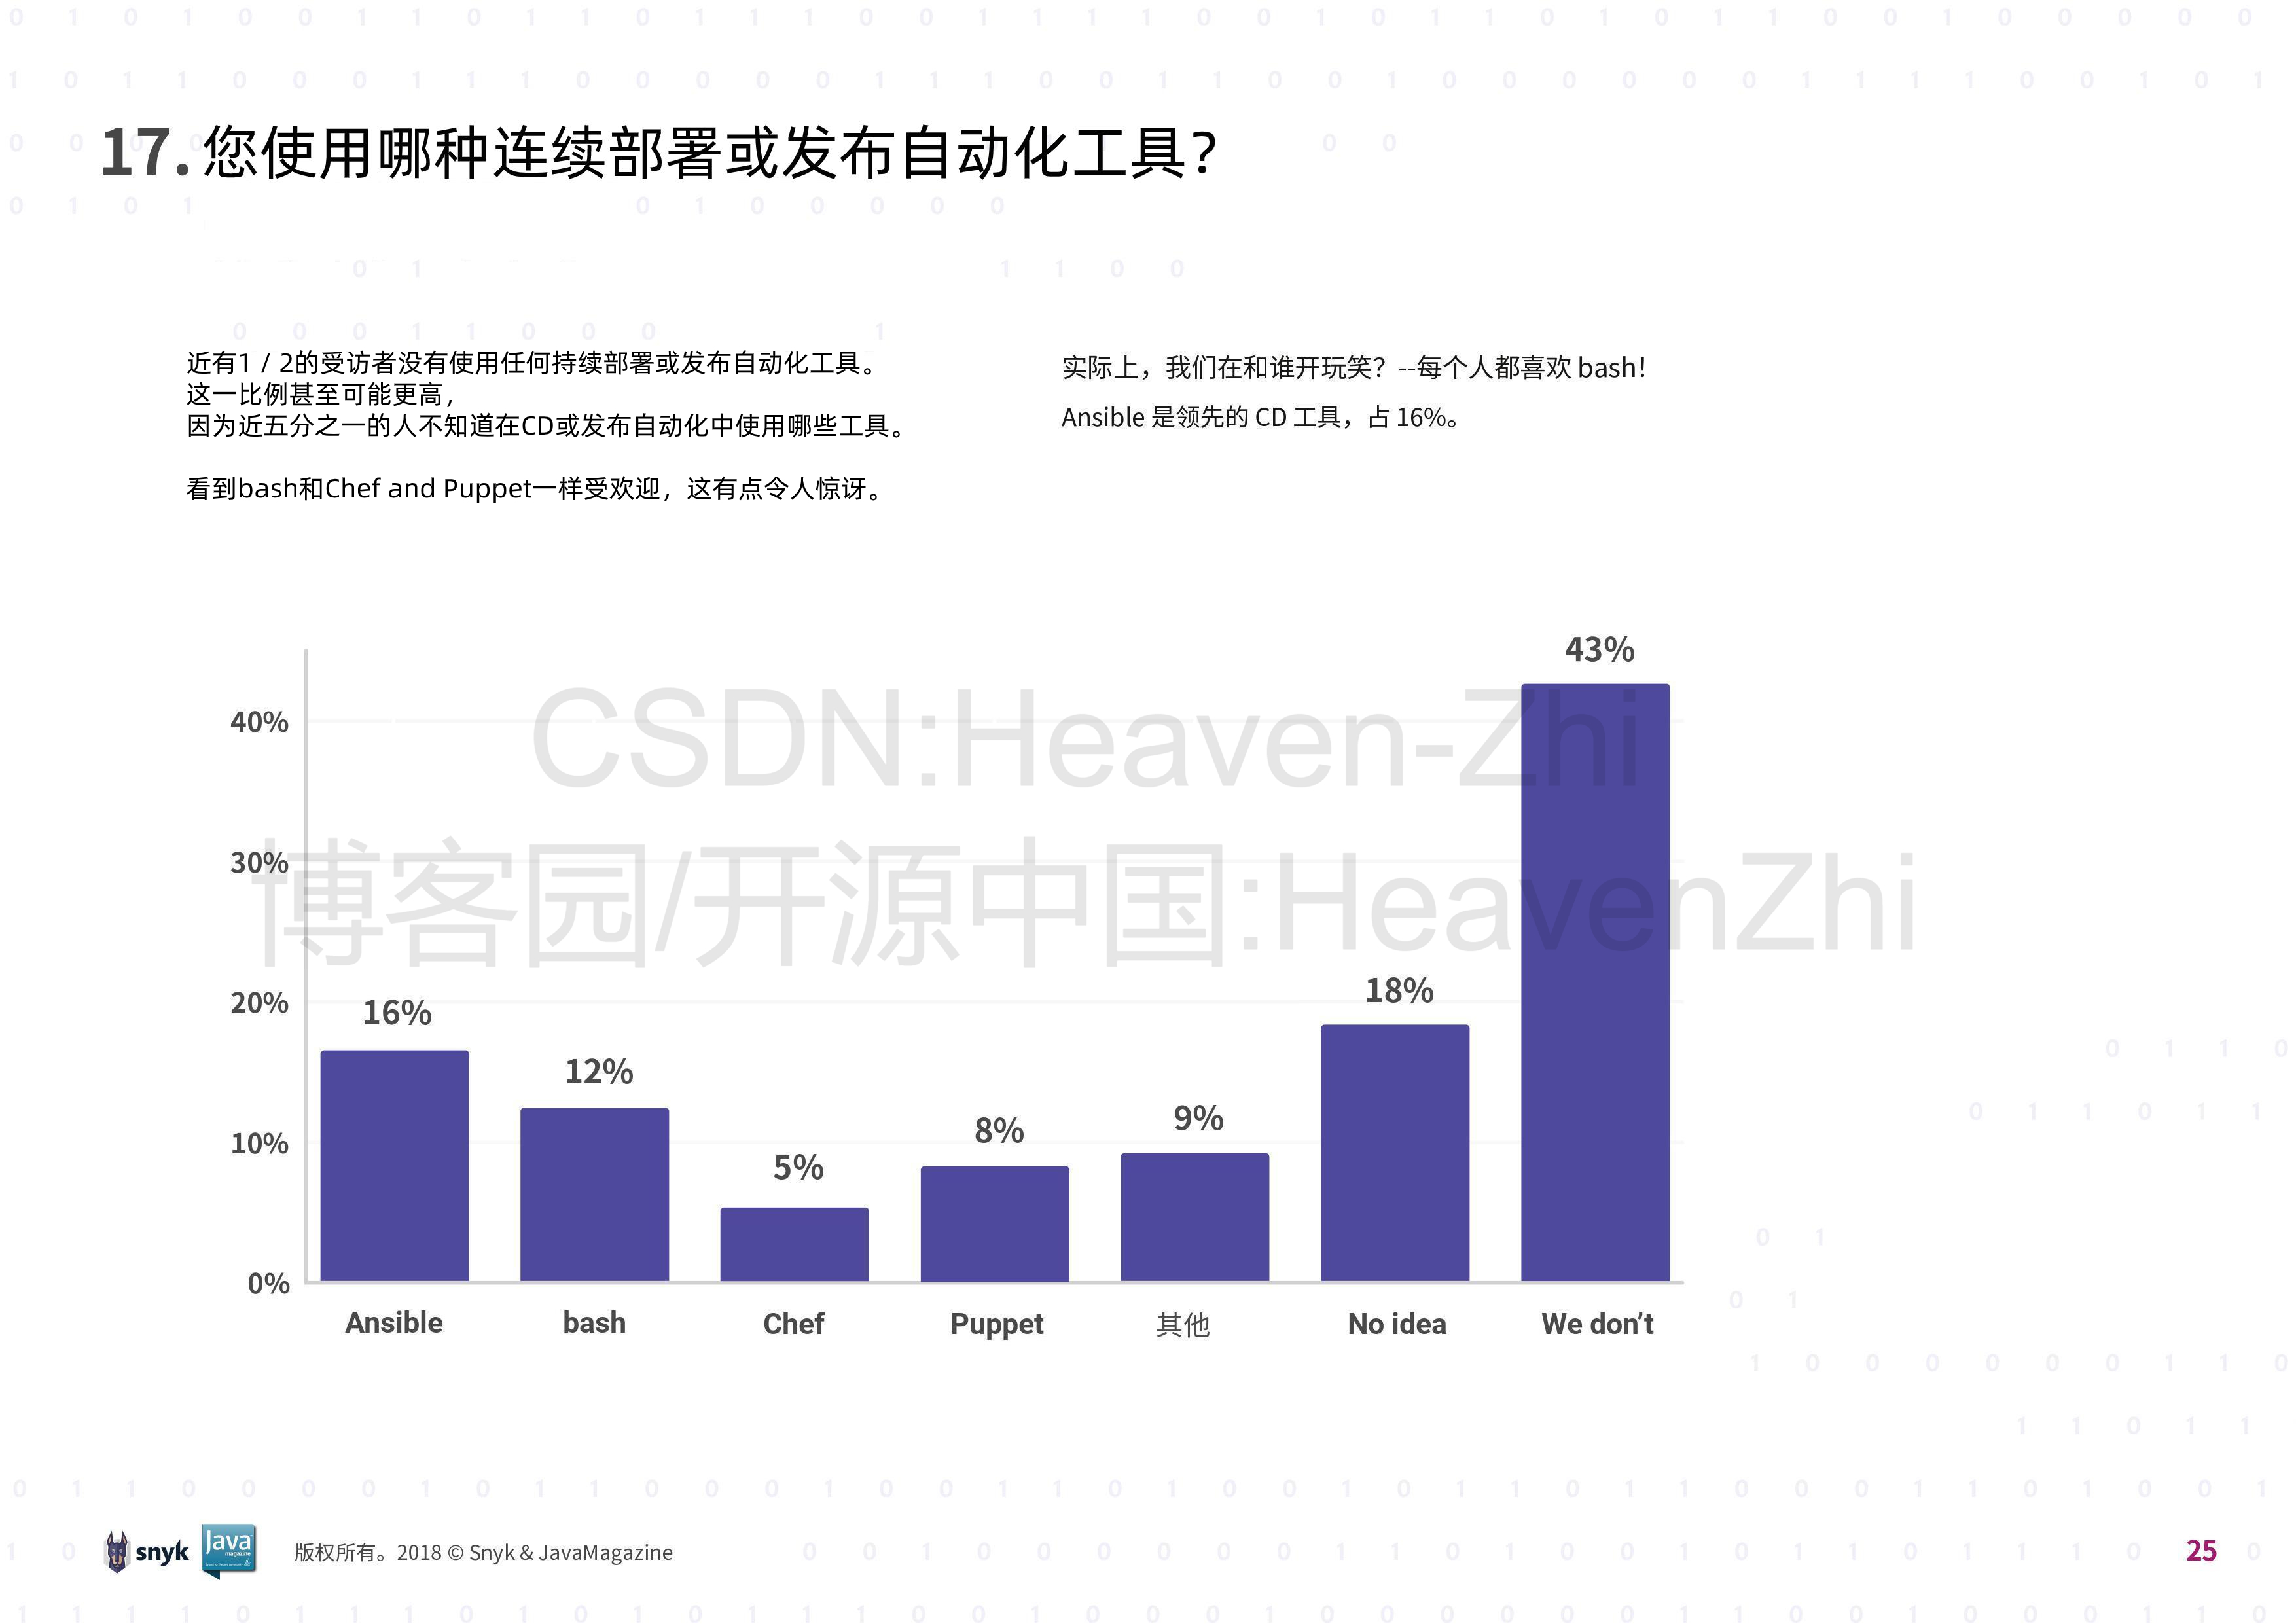 17. 您使用哪种连续部署或发布自动化工具？
近有1 / 2的受访者没有使用任何持续部署或发布自动化工具。
这一比例甚至可能更高，
因为近五分之一的人不知道在CD或发布自动化中使用哪些工具。
看到bash和Chef and Puppet一样受欢迎，这有点令人惊讶。
实际上，我们在和谁开玩笑？--每个人都喜欢 bash！
Ansible 是领先的 CD 工具，占 16%。
43%
40%
CSDN:Heaven-Zhi
30%
博客园/开源中国:HeavenZhi
20%
16%
12%
5%
8%
9%
18%
10%
0%
Ansible bash Chef Puppet 其他 No idea We don’t
snyk Java magazine 版权所有。2018 © Snyk & JavaMagazine 25